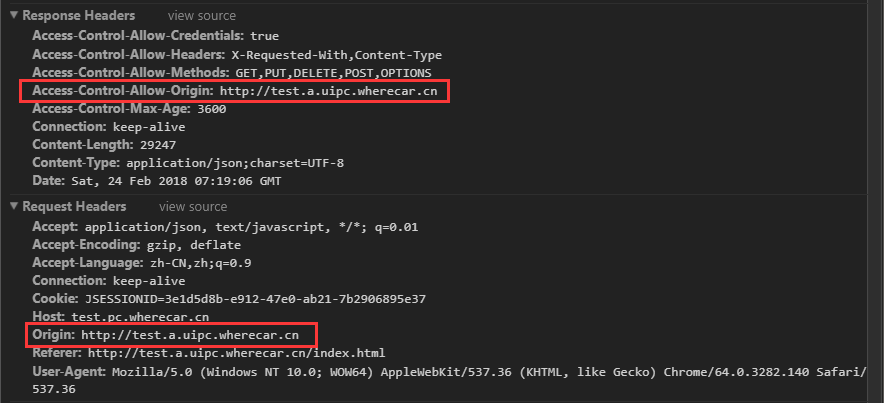 Response Headers view source
Access-Control-Allow-Credentials: true
Access-Control-Allow-Headers: X-Requested-With,Content-Type
Access-Control-Allow-Methods: GET,PUT,DELETE,POST,OPTIONS
Access-Control-Allow-Origin: http://test.a.uipc.wherecar.cn
Access-Control-Max-Age: 3600
Connection: keep-alive
Content-Length: 29247
Content-Type: application/json;charset=UTF-8
Date: Sat, 24 Feb 2018 07:19:06 GMT
Request Headers view source
Accept: application/json, text/javascript, */*; q=0.01
Accept-Encoding: gzip, deflate
Accept-Language: zh-CN,zh;q=0.9
Connection: keep-alive
Cookie: JSESSIONID=3e1d5d8b-e912-47e0-ab21-7b2906895e37
Host: test.pc.wherecar.cn
Origin: http://test.a.uipc.wherecar.cn
Referer: http://test.a.uipc.wherecar.cn/index.html
User-Agent: Mozilla/5.0 (Windows NT 10.0; WOW64) AppleWebKit/537.36 (KHTML, like Gecko) Chrome/64.0.3282.140 Safari/
537.36